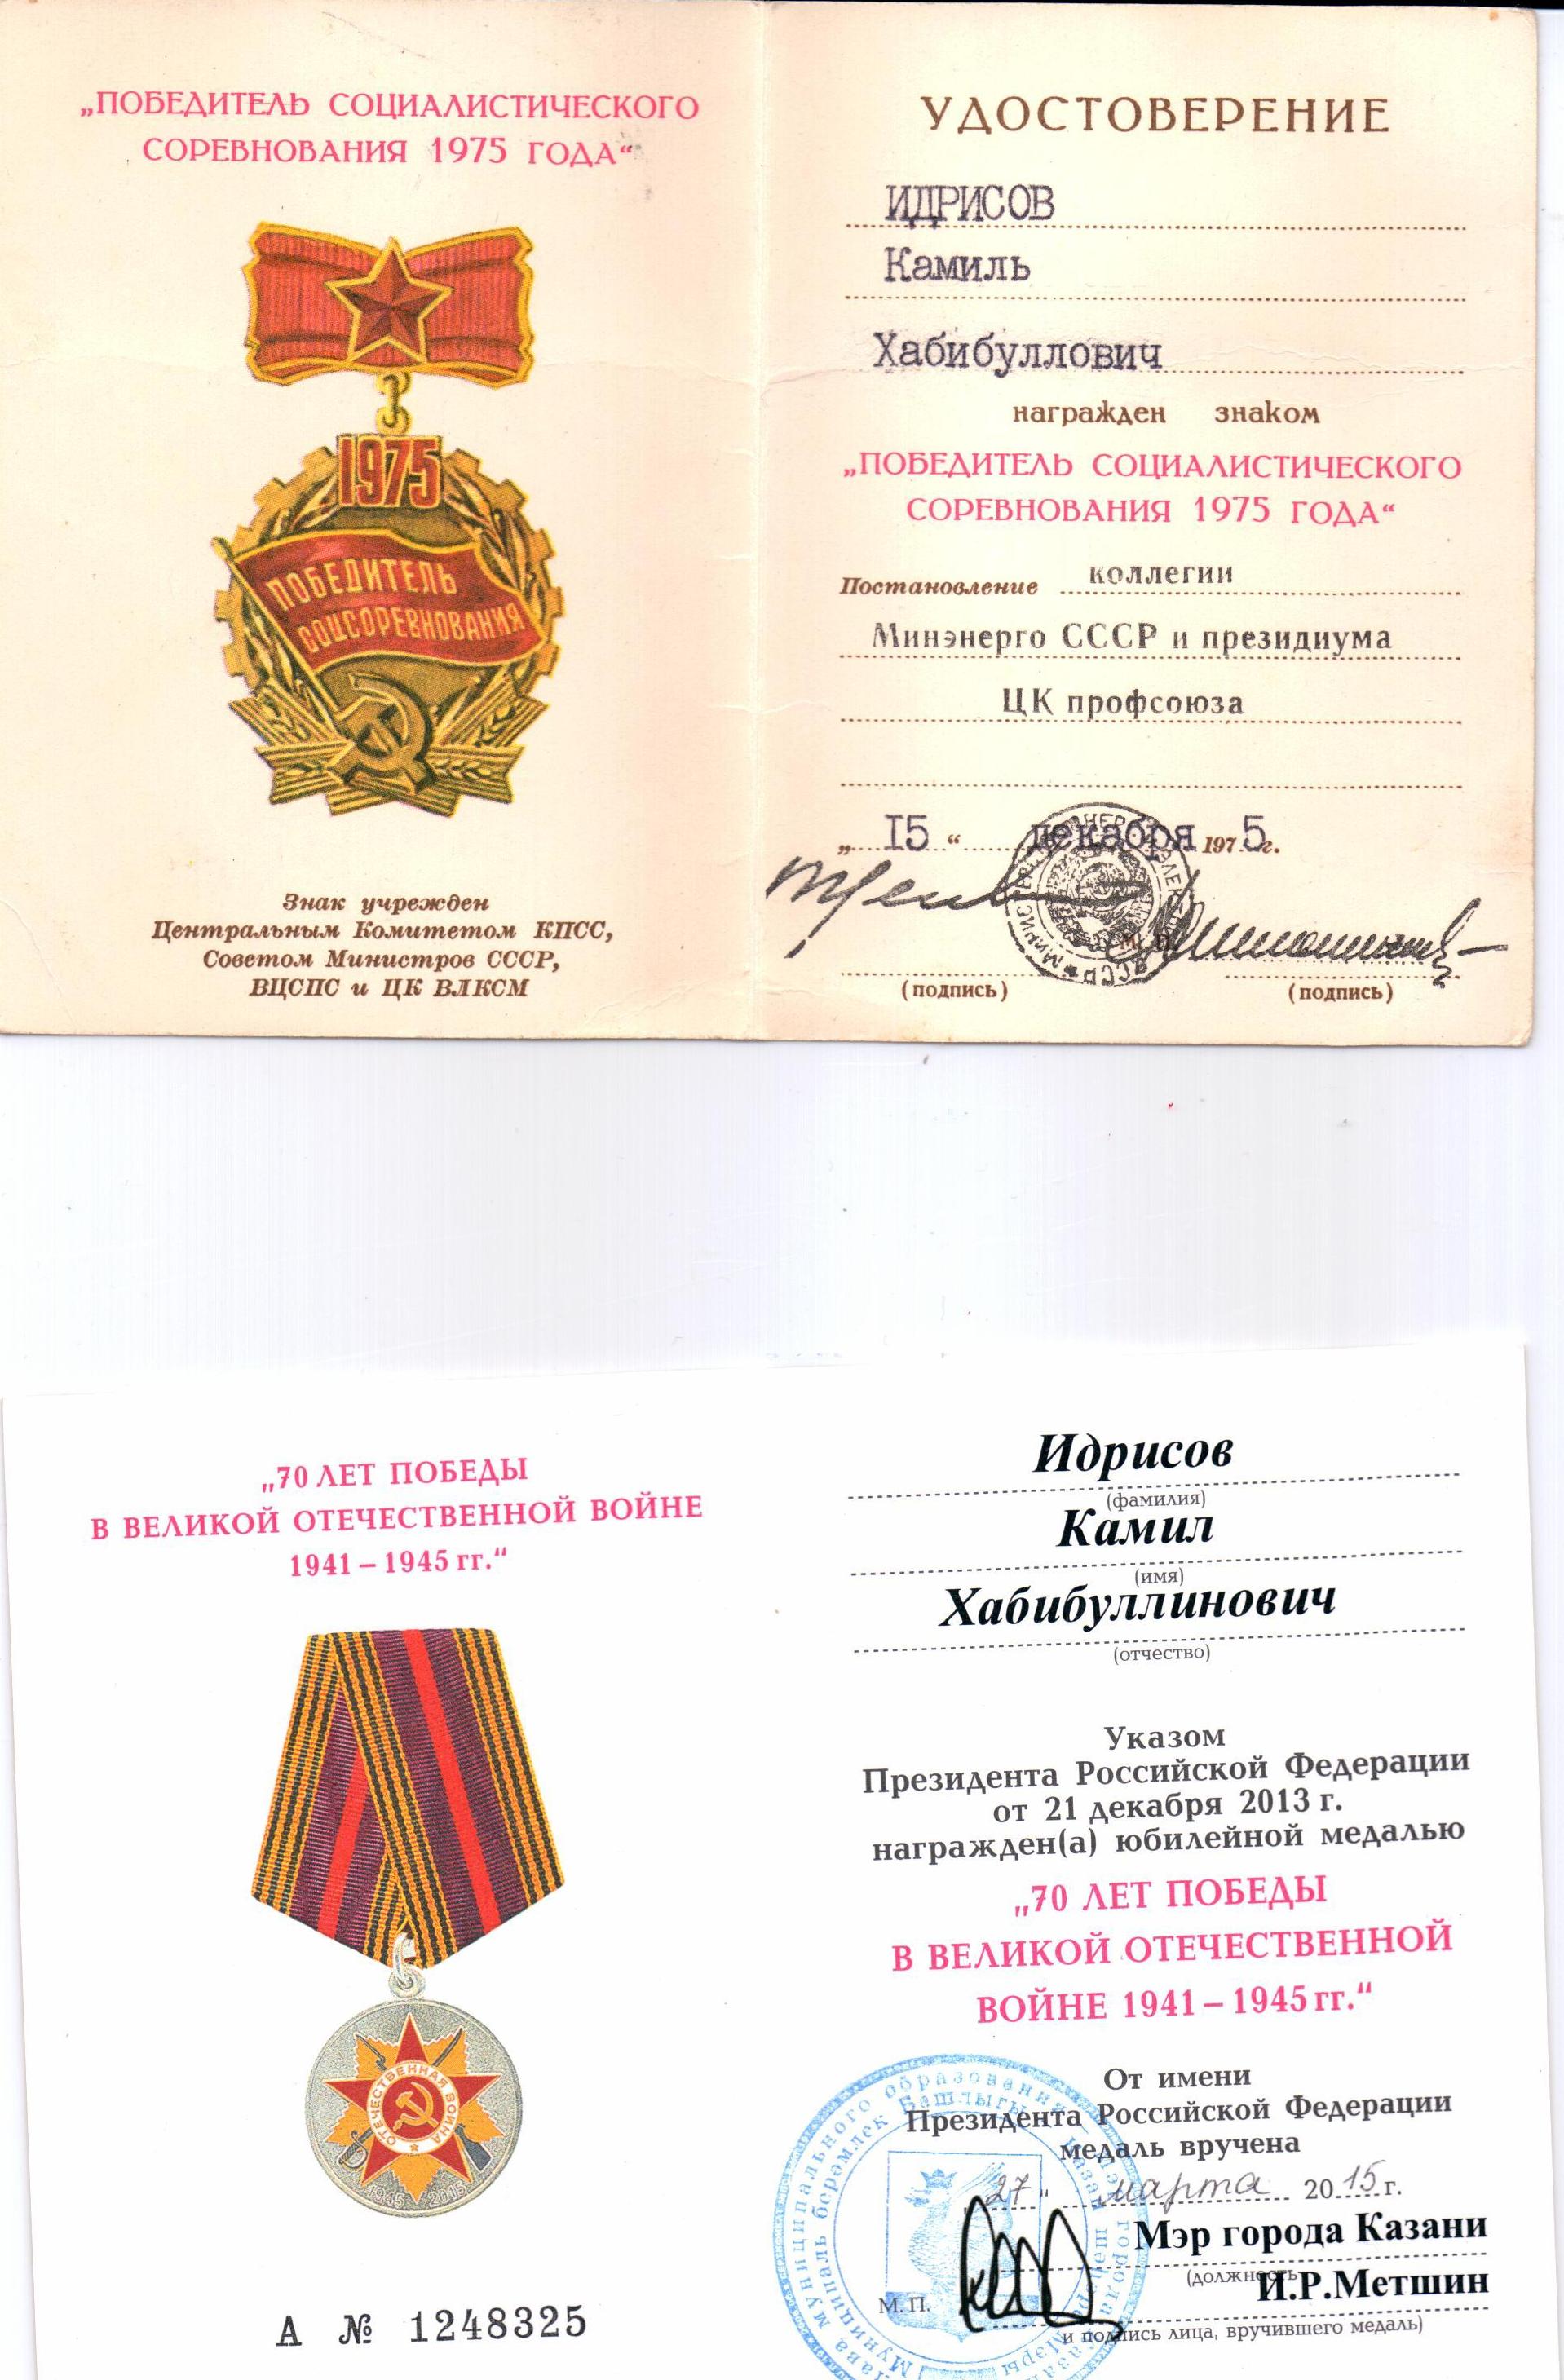 „ПОБЕДИТЕЛЬ СОЦИАЛИСТИЧЕСКОГО
СОРЕВНОВАНИЯ 1975 ГОДА“
1975
ПОБЕДИТЕЛЬ
СОЦСОРЕВНОВАНИЯ
Знак учрежден
Центральным Комитетом КПСС,
Советом Министров СССР,
ВЦСПС и ЦК ВЛКСМ
УДОСТОВЕРЕНИЕ
ИДРИСОВ
Камиль
Хабибуллович
награжден знаком
„ПОБЕДИТЕЛЬ СОЦИАЛИСТИЧЕСКОГО
СОРЕВНОВАНИЯ 1975 ГОДА“
Постановление коллегии
Минэнерго СССР и президиума
ЦК профсоюза
„ I5 “ декабря 1975 г.
М. П.
(подпись) (подпись)
„70 ЛЕТ ПОБЕДЫ
В ВЕЛИКОЙ ОТЕЧЕСТВЕННОЙ ВОЙНЕ
1941 – 1945 гг.“
ОТЕЧЕСТВЕННАЯ ВОЙНА
1945 2015
А № 1248325
Идрисов
(фамилия)
Камил
(имя)
Хабибуллинович
(отчество)
Указом
Президента Российской Федерации
от 21 декабря 2013 г.
награжден(а) юбилейной медалью
„70 ЛЕТ ПОБЕДЫ
В ВЕЛИКОЙ ОТЕЧЕСТВЕННОЙ
ВОЙНЕ 1941 – 1945 гг.“
От имени
Президента Российской Федерации
медаль вручена
27 “ марта 2015 г.
Мэр города Казани
(должность
И.Р.Метшин
М. П.
и подпись лица, вручившего медаль)